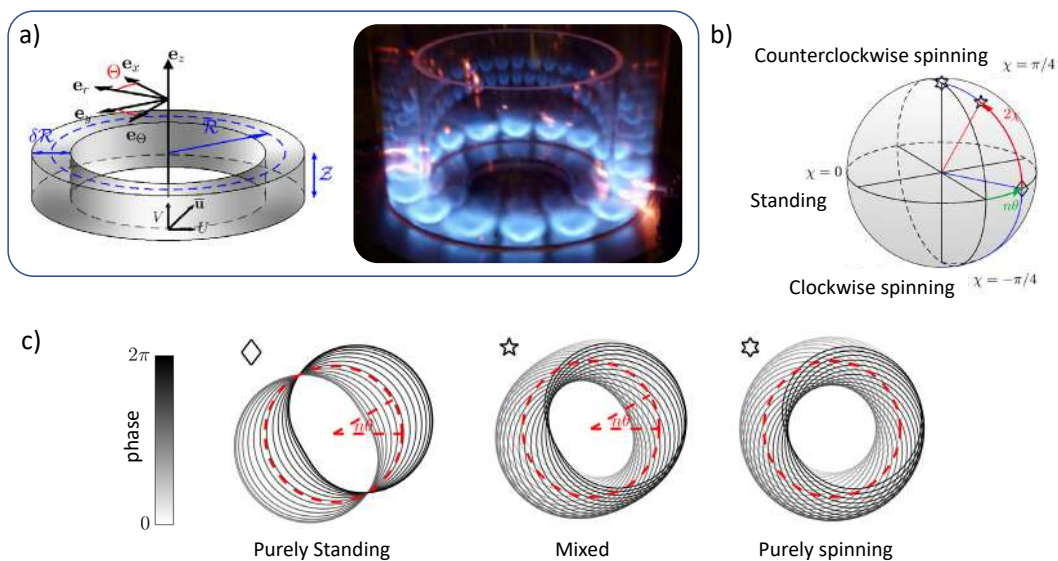 a)
e_z
e_x
Θ
e_r
e_y
e_Θ
δℛ
ℛ
𝒵
V
u̅
U
b)
Counterclockwise spinning
χ = π/4
2χ
χ = 0
Standing
nθ
Clockwise spinning
χ = −π/4
c)
2π
phase
0
nθ
nθ
Purely Standing
Mixed
Purely spinning